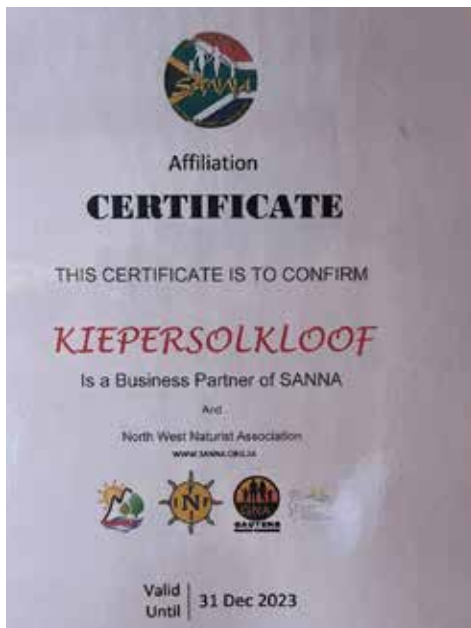 SANNA
Affiliation
CERTIFICATE
THIS CERTIFICATE IS TO CONFIRM
KIEPERSOLKLOOF
Is a Business Partner of SANNA
And
North West Naturist Association
WWW.SANNA.ORG.ZA
N
GNA
GAUTENG
Valid
Until
31 Dec 2023